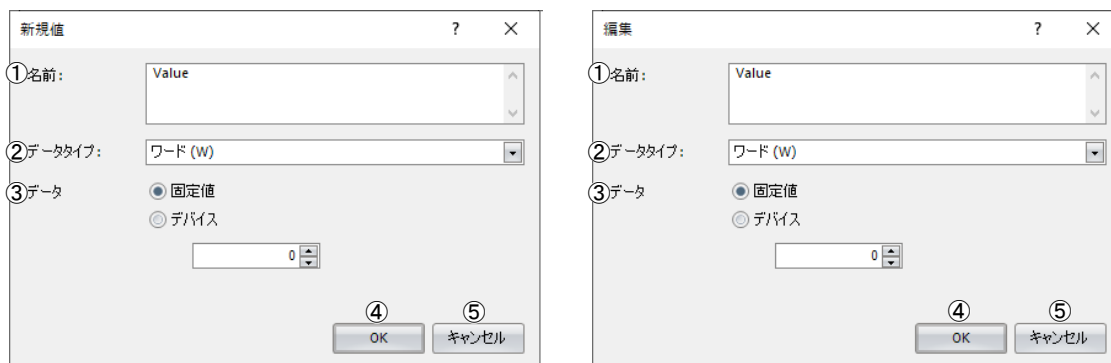 新規値 ?
①名前: Value
②データタイプ: ワード (W)
③データ 固定値
デバイス
0
④ ⑤
OK キャンセル
編集 ?
①名前: Value
②データタイプ: ワード (W)
③データ 固定値
デバイス
0
④ ⑤
OK キャンセル